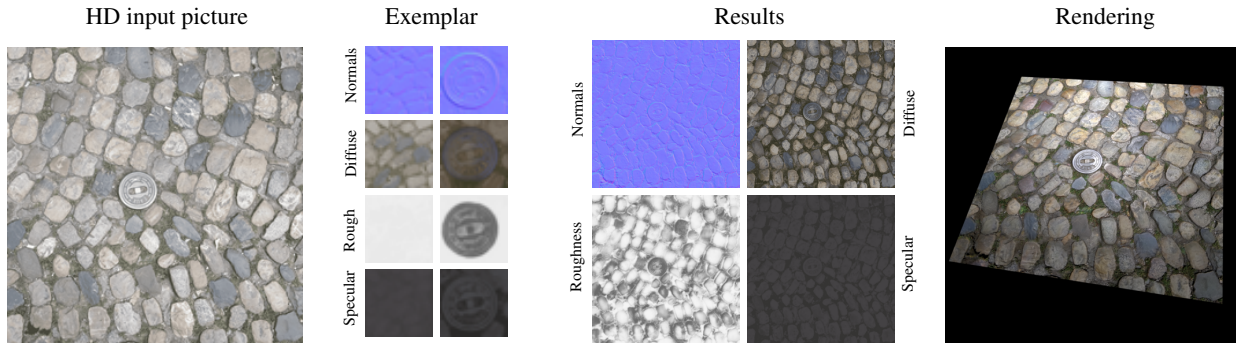 HD input picture
Exemplar
Results
Rendering
Normals
Diffuse
Rough
Specular
Normals
Diffuse
Roughness
Specular